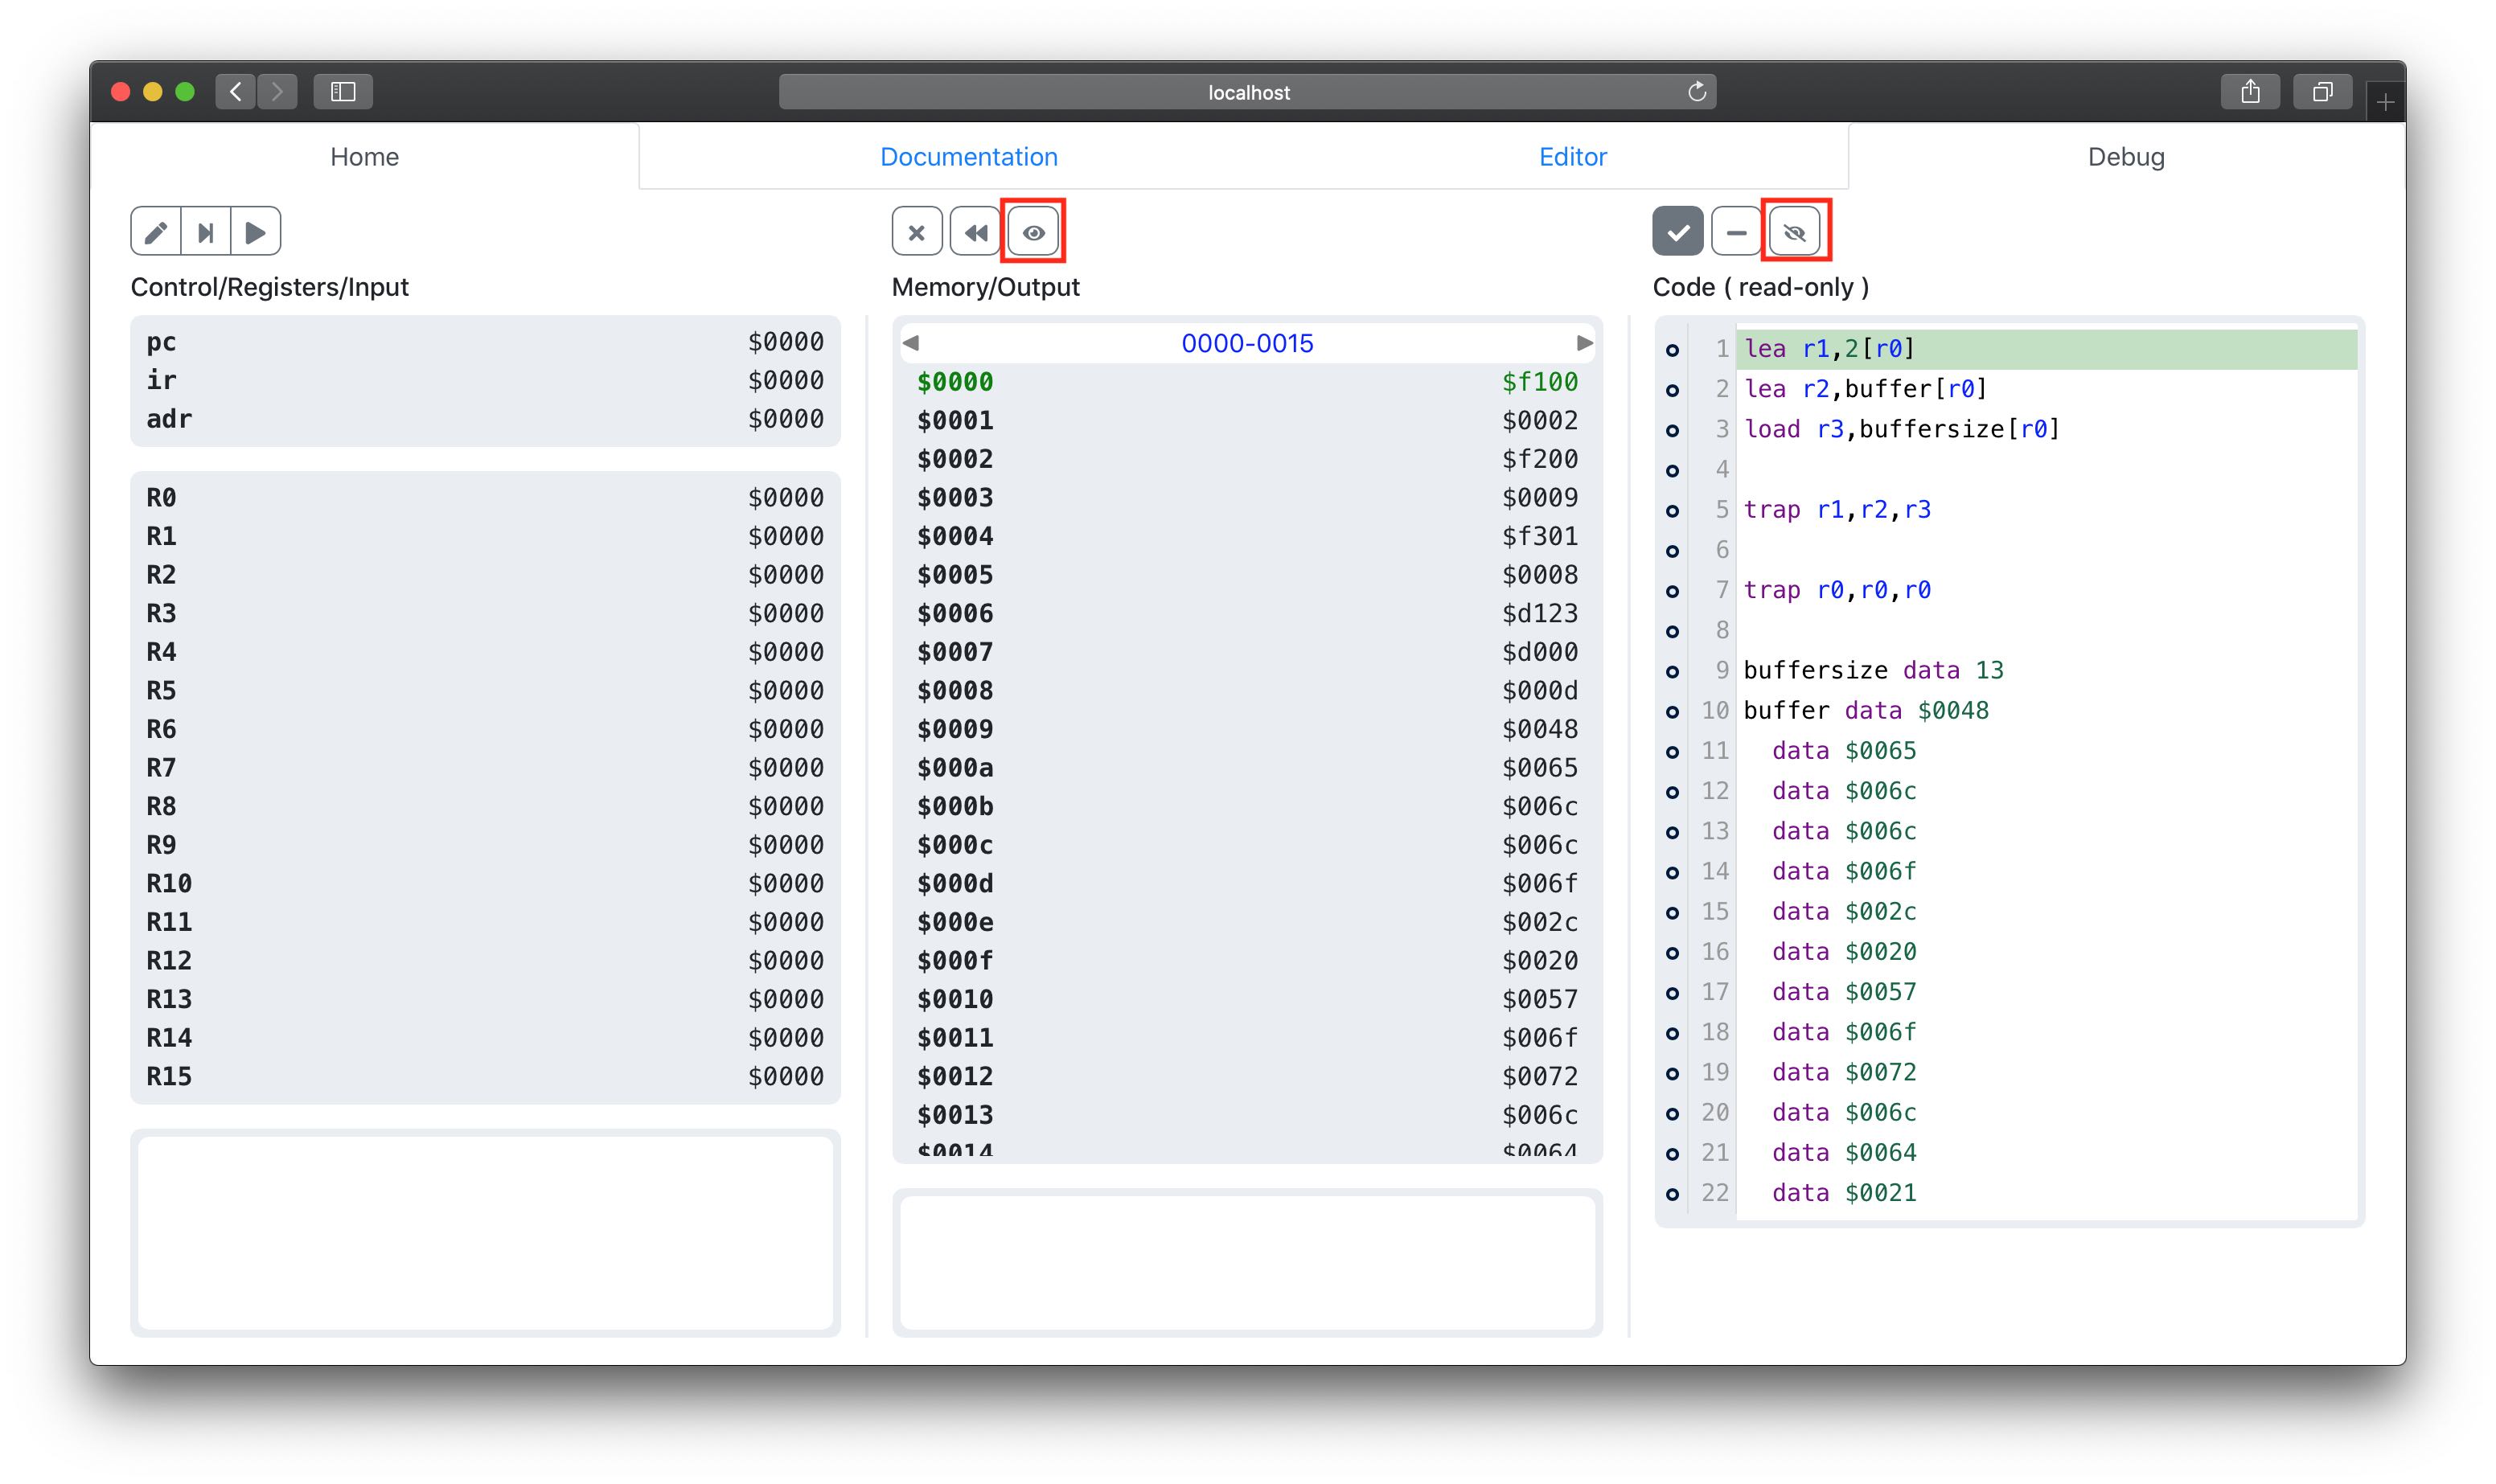 localhost
Home
Documentation
Editor
Debug
Control/Registers/Input
pc $0000
ir $0000
adr $0000
R0 $0000
R1 $0000
R2 $0000
R3 $0000
R4 $0000
R5 $0000
R6 $0000
R7 $0000
R8 $0000
R9 $0000
R10 $0000
R11 $0000
R12 $0000
R13 $0000
R14 $0000
R15 $0000
Memory/Output
0000-0015
$0000 $f100
$0001 $0002
$0002 $f200
$0003 $0009
$0004 $f301
$0005 $0008
$0006 $d123
$0007 $d000
$0008 $000d
$0009 $0048
$000a $0065
$000b $006c
$000c $006c
$000d $006f
$000e $002c
$000f $0020
$0010 $0057
$0011 $006f
$0012 $0072
$0013 $006c
$0014 $0064
Code ( read-only )
1 lea r1,2[r0]
2 lea r2,buffer[r0]
3 load r3,buffersize[r0]
4
5 trap r1,r2,r3
6
7 trap r0,r0,r0
8
9 buffersize data 13
10 buffer data $0048
11 data $0065
12 data $006c
13 data $006c
14 data $006f
15 data $002c
16 data $0020
17 data $0057
18 data $006f
19 data $0072
20 data $006c
21 data $0064
22 data $0021